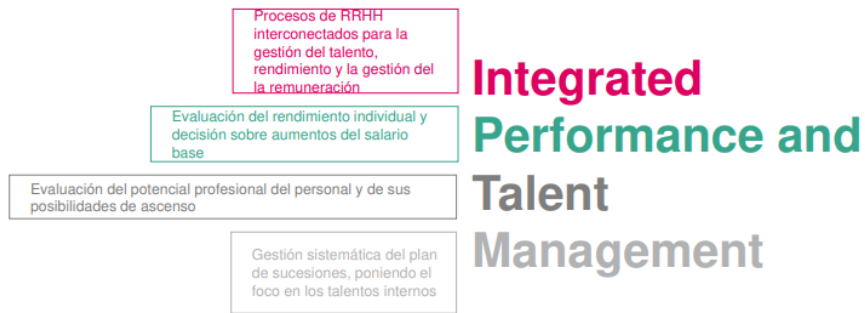 Procesos de RRHH
interconectados para la
gestión del talento,
rendimiento y la gestión del
la remuneración
Integrated
Evaluación del rendimiento individual y
decisión sobre aumentos del salario
base
Performance and
Evaluación del potencial profesional del personal y de sus
posibilidades de ascenso
Talent
Gestión sistemática del plan
de sucesiones, poniendo el
foco en los talentos internos
Management